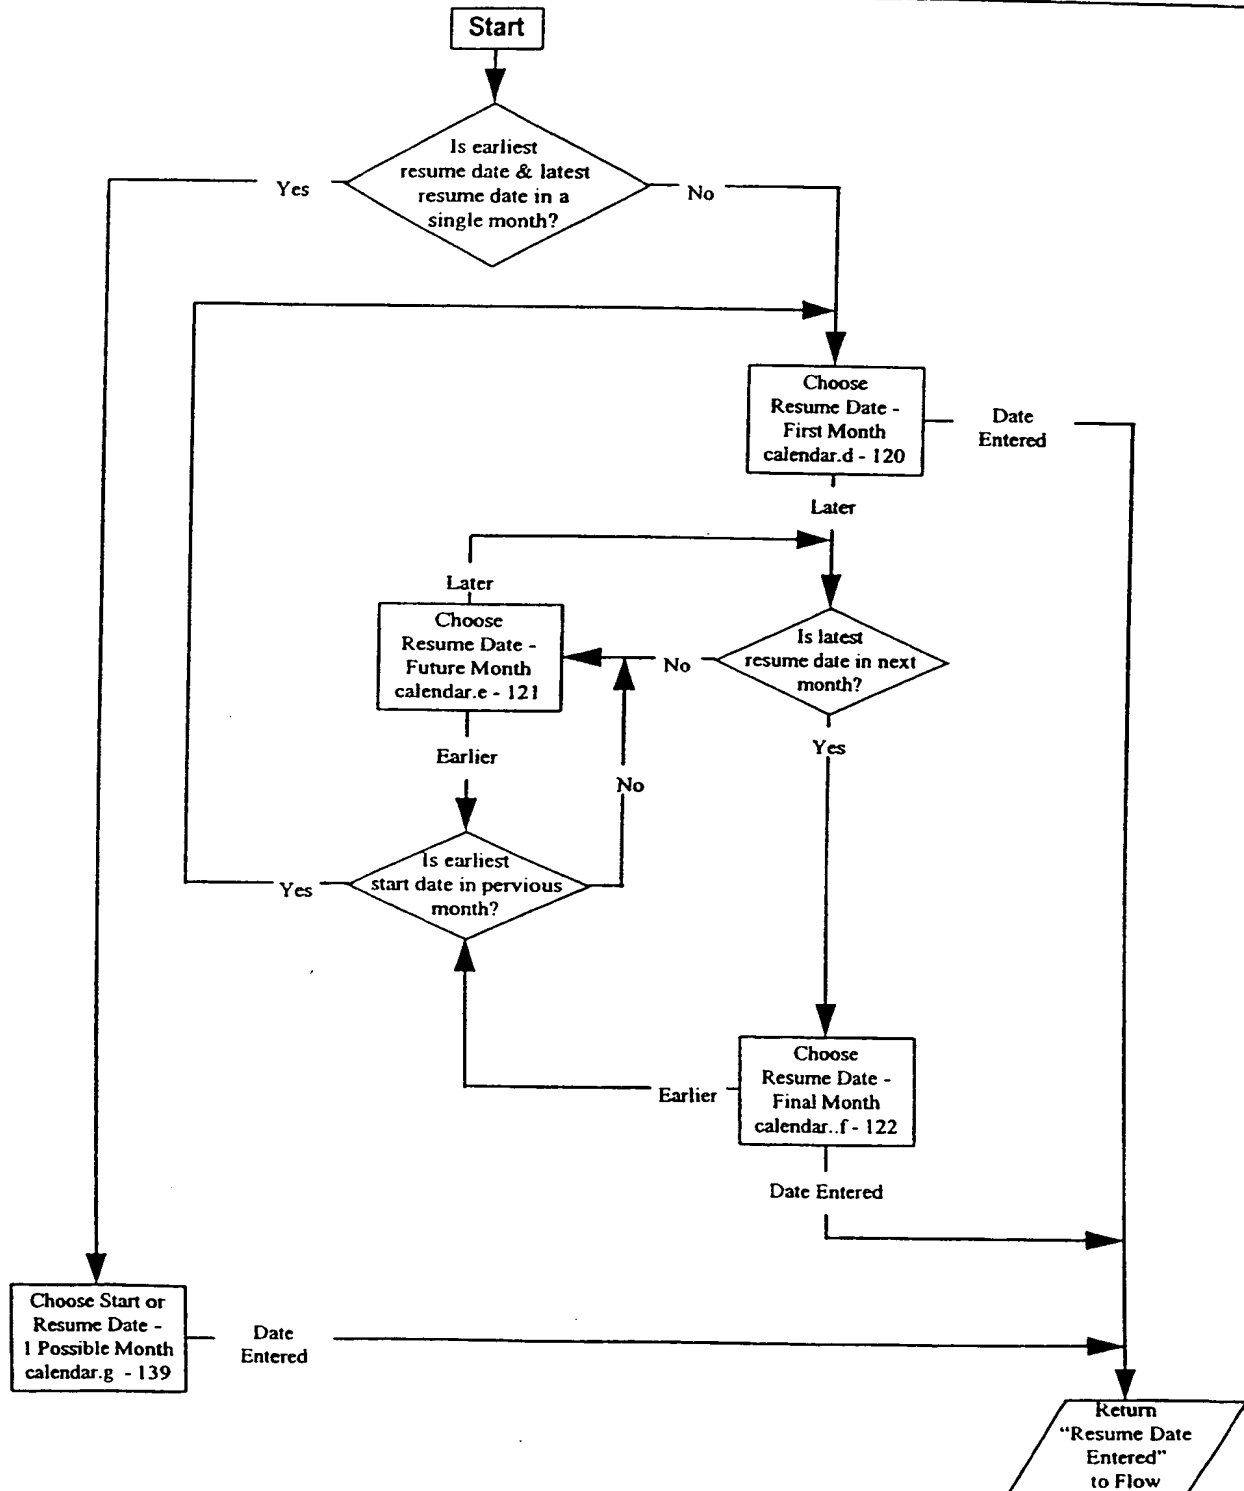 Start
Is earliest
resume date & latest
resume date in a
single month?
Yes
No
Choose
Resume Date -
First Month
calendar.d - 120
Date
Entered
Later
Later
Choose
Resume Date -
Future Month
calendar.e - 121
No
Is latest
resume date in next
month?
Earlier
No
Yes
Is earliest
start date in pervious
month?
Yes
Choose
Resume Date -
Final Month
calendar..f - 122
Earlier
Date Entered
Choose Start or
Resume Date -
1 Possible Month
calendar.g - 139
Date
Entered
Return
“Resume Date
Entered”
to Flow